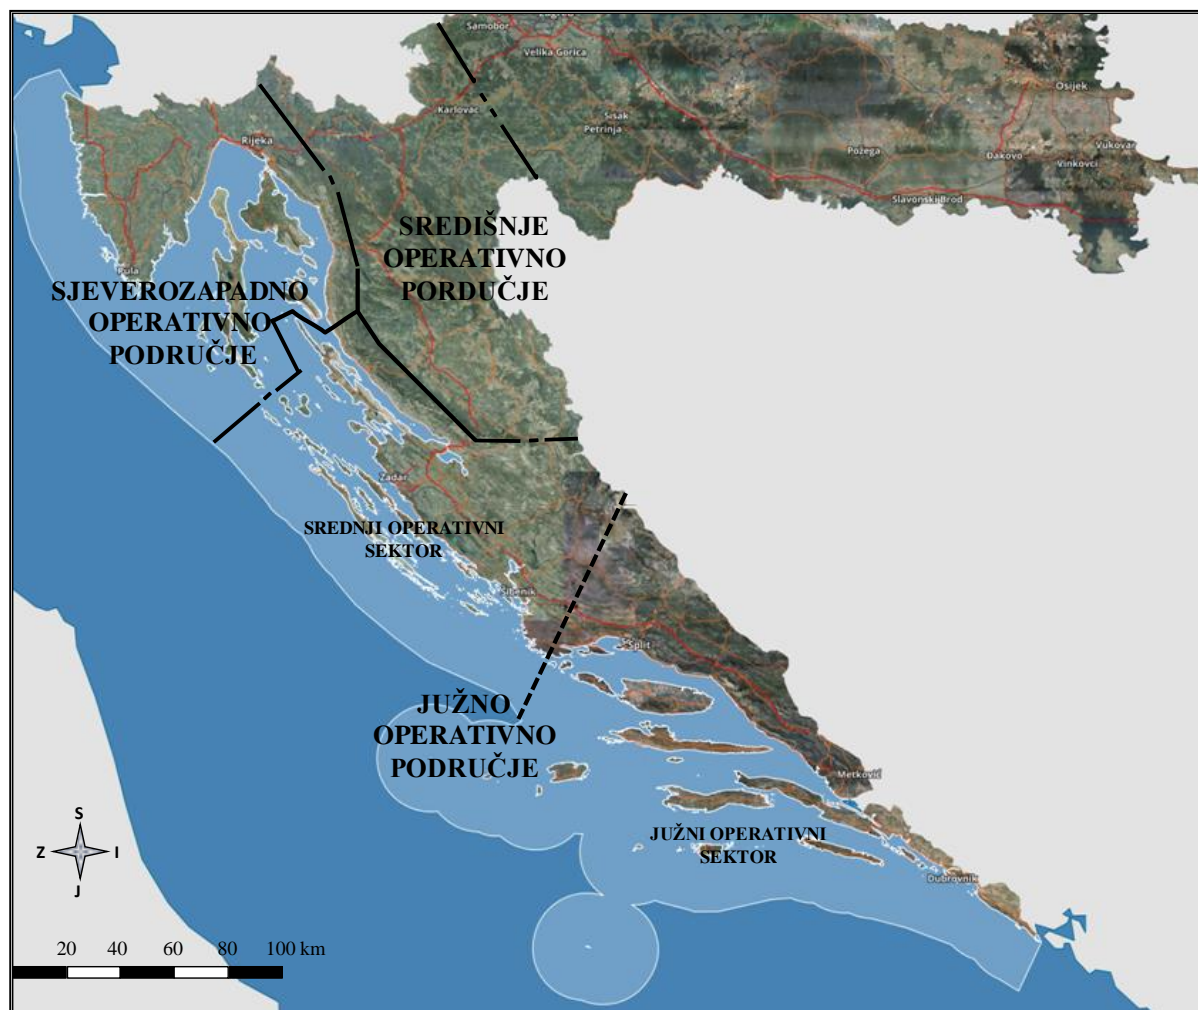 Samobor
Velika Gorica
Osijek
Karlovac
Sisak
Petrinja
Rijeka
Požega
Đakovo
Vukovar
Vinkovci
Slavonski Brod
SREDIŠNJE
OPERATIVNO
PORDUČJE
Pula
SJEVEROZAPADNO
OPERATIVNO
PODRUČJE
Zadar
SREDNJI OPERATIVNI
SEKTOR
Šibenik
Split
JUŽNO
OPERATIVNO
PODRUČJE
Metković
JUŽNI OPERATIVNI
SEKTOR
Dubrovnik
S
Z I
J
20 40 60 80 100 km